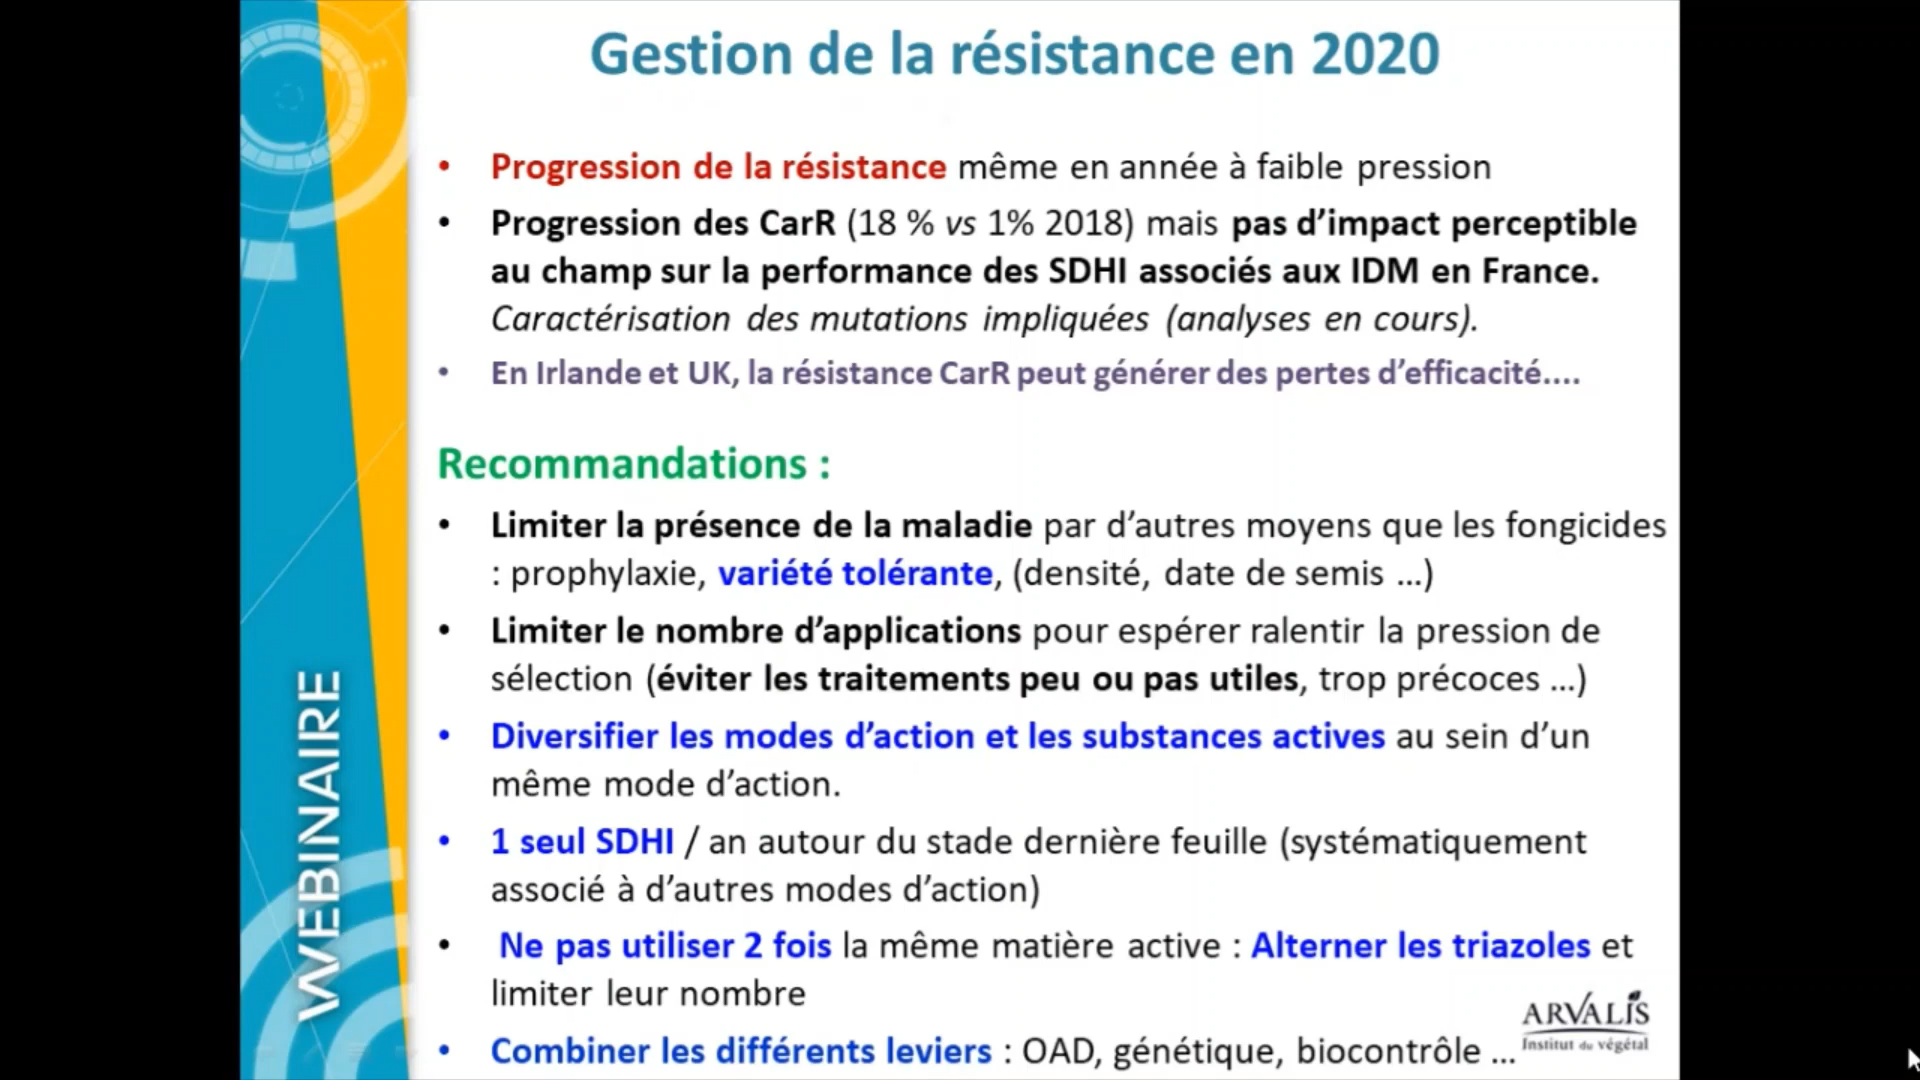 Gestion de la résistance en 2020
• Progression de la résistance même en année à faible pression
• Progression des CarR (18 % vs 1% 2018) mais pas d’impact perceptible
au champ sur la performance des SDHI associés aux IDM en France.
Caractérisation des mutations impliquées (analyses en cours).
• En Irlande et UK, la résistance CarR peut générer des pertes d’efficacité....
Recommandations :
• Limiter la présence de la maladie par d’autres moyens que les fongicides
: prophylaxie, variété tolérante, (densité, date de semis ...)
• Limiter le nombre d’applications pour espérer ralentir la pression de
sélection (éviter les traitements peu ou pas utiles, trop précoces ...)
• Diversifier les modes d’action et les substances actives au sein d’un
même mode d’action.
• 1 seul SDHI / an autour du stade dernière feuille (systématiquement
associé à d’autres modes d’action)
• Ne pas utiliser 2 fois la même matière active : Alterner les triazoles et
limiter leur nombre
• Combiner les différents leviers : OAD, génétique, biocontrôle ...
WEBINAIRE
ARVALIS
Institut du végétal